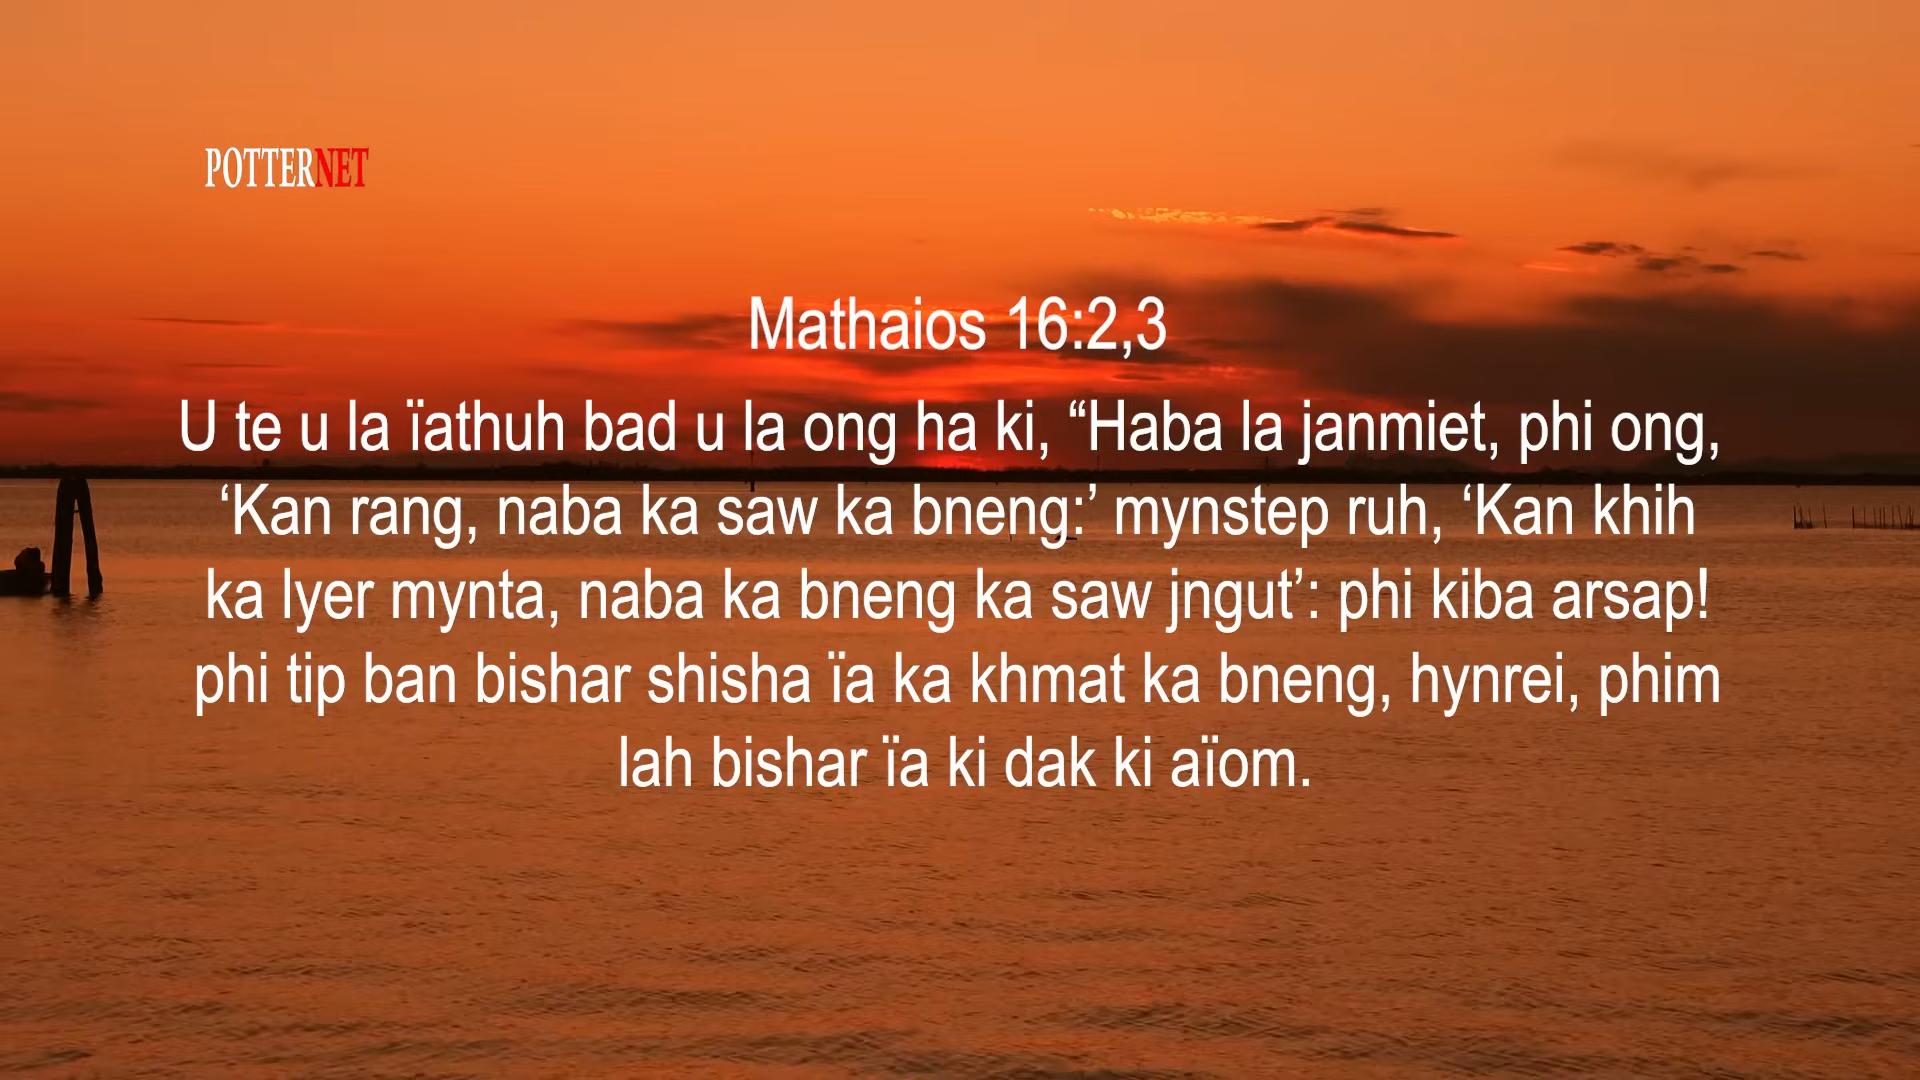 POTTERNET
Mathaios 16:2,3
U te u la ïathuh bad u la ong ha ki, “Haba la janmiet, phi ong,
‘Kan rang, naba ka saw ka bneng:’ mynstep ruh, ‘Kan khih
ka lyer mynta, naba ka bneng ka saw jngut’: phi kiba arsap!
phi tip ban bishar shisha ïa ka khmat ka bneng, hynrei, phim
lah bishar ïa ki dak ki aïom.